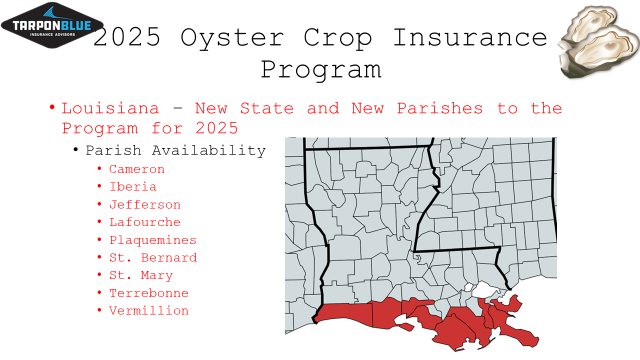 TARPONBLUE
INSURANCE ADVISORS
2025 Oyster Crop Insurance
Program
• Louisiana – New State and New Parishes to the
Program for 2025
• Parish Availability
• Cameron
• Iberia
• Jefferson
• Lafourche
• Plaquemines
• St. Bernard
• St. Mary
• Terrebonne
• Vermillion